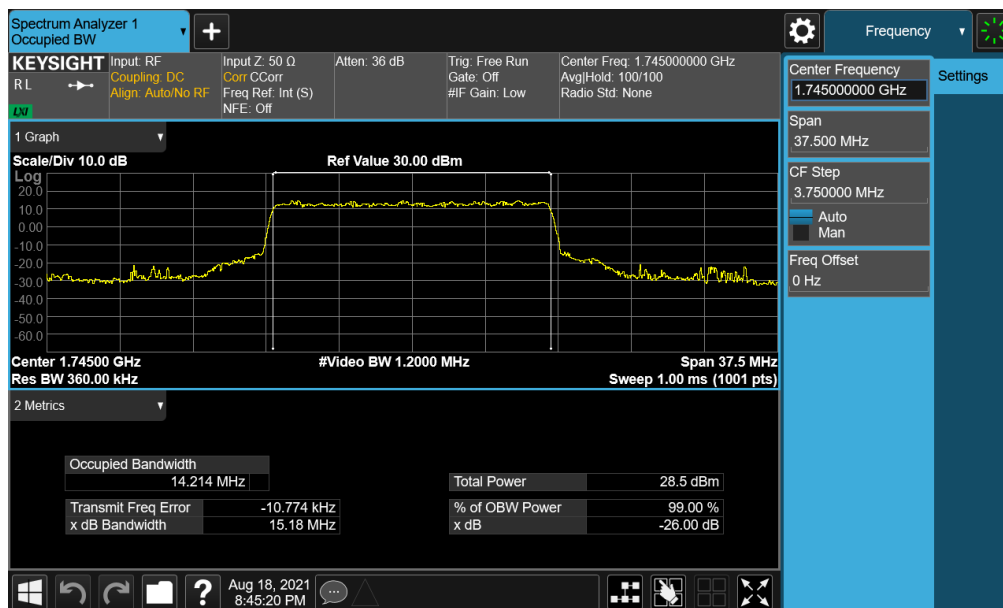 Spectrum Analyzer 1
Occupied BW
Frequency
KEYSIGHT
RL
LXI
Input: RF
Coupling: DC
Align: Auto/No RF
Input Z: 50 Ω
Corr CCorr
Freq Ref: Int (S)
NFE: Off
Atten: 36 dB
Trig: Free Run
Gate: Off
#IF Gain: Low
Center Freq: 1.745000000 GHz
Avg|Hold: 100/100
Radio Std: None
Center Frequency
1.745000000 GHz
Settings
Span
37.500 MHz
CF Step
3.750000 MHz
Auto
Man
Freq Offset
0 Hz
1 Graph
Scale/Div 10.0 dB
Ref Value 30.00 dBm
Log
20.0
10.0
0.00
-10.0
-20.0
-30.0
-40.0
-50.0
-60.0
Center 1.74500 GHz
#Video BW 1.2000 MHz
Span 37.5 MHz
Res BW 360.00 kHz
Sweep 1.00 ms (1001 pts)
2 Metrics
Occupied Bandwidth
14.214 MHz
Total Power 28.5 dBm
Transmit Freq Error -10.774 kHz
% of OBW Power 99.00 %
x dB Bandwidth 15.18 MHz
x dB -26.00 dB
?
Aug 18, 2021
8:45:20 PM